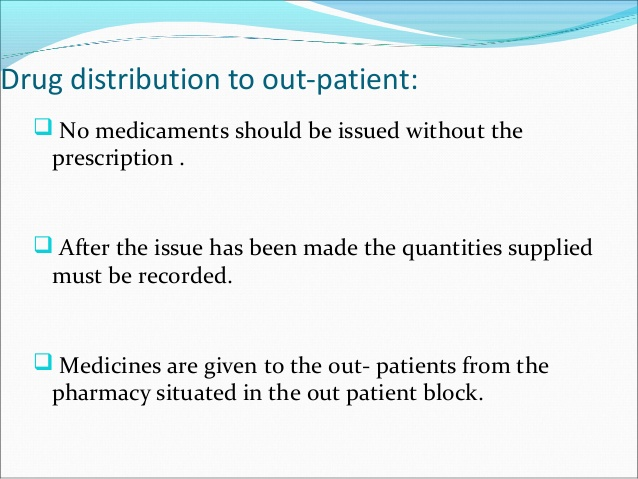 Drug distribution to out-patient:
No medicaments should be issued without the
prescription .
After the issue has been made the quantities supplied
must be recorded.
Medicines are given to the out- patients from the
pharmacy situated in the out patient block.